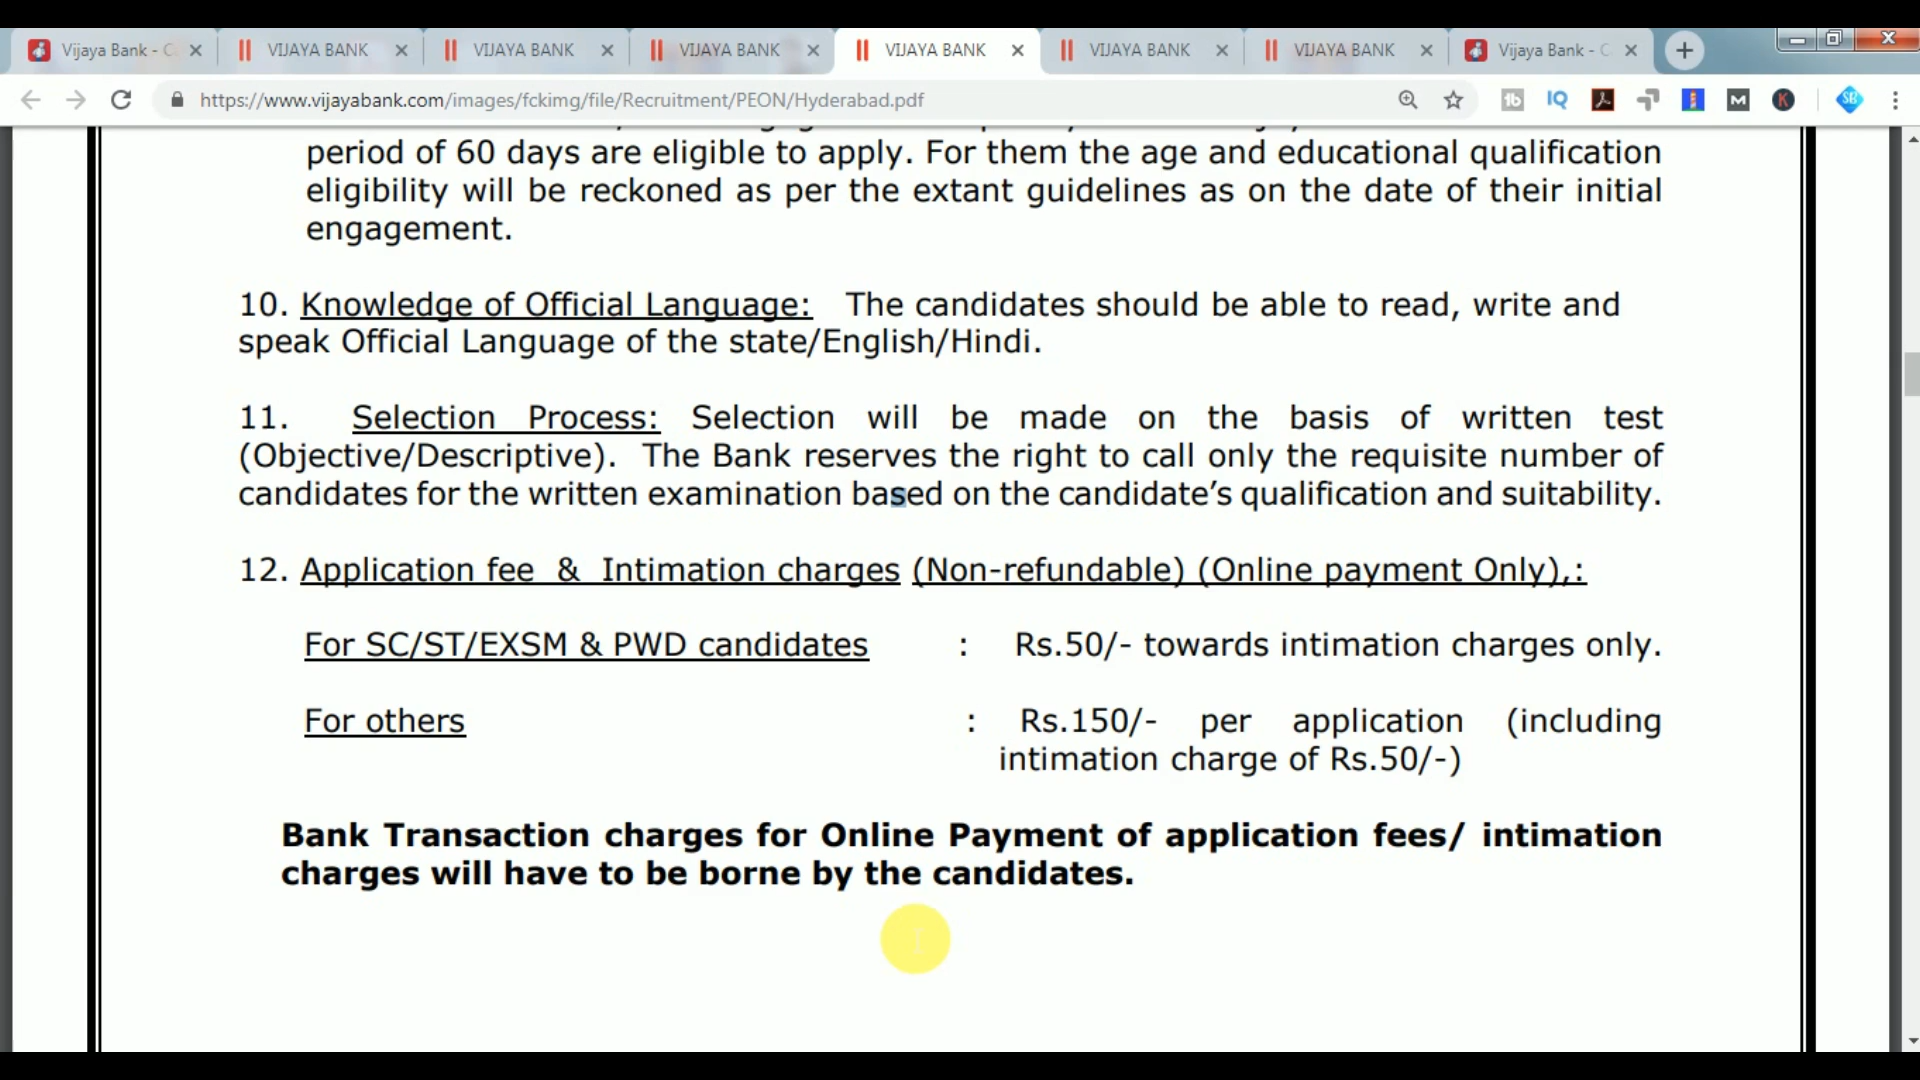 Vijaya Bank - C
VIJAYA BANK
VIJAYA BANK
VIJAYA BANK
VIJAYA BANK
VIJAYA BANK
VIJAYA BANK
Vijaya Bank - C
https://www.vijayabank.com/images/fckimg/file/Recruitment/PEON/Hyderabad.pdf
period of 60 days are eligible to apply. For them the age and educational qualification
eligibility will be reckoned as per the extant guidelines as on the date of their initial
engagement.
10. Knowledge of Official Language: The candidates should be able to read, write and
speak Official Language of the state/English/Hindi.
11. Selection Process: Selection will be made on the basis of written test
(Objective/Descriptive). The Bank reserves the right to call only the requisite number of
candidates for the written examination based on the candidate’s qualification and suitability.
12. Application fee & Intimation charges (Non-refundable) (Online payment Only),:
For SC/ST/EXSM & PWD candidates : Rs.50/- towards intimation charges only.
For others : Rs.150/- per application (including
intimation charge of Rs.50/-)
Bank Transaction charges for Online Payment of application fees/ intimation
charges will have to be borne by the candidates.